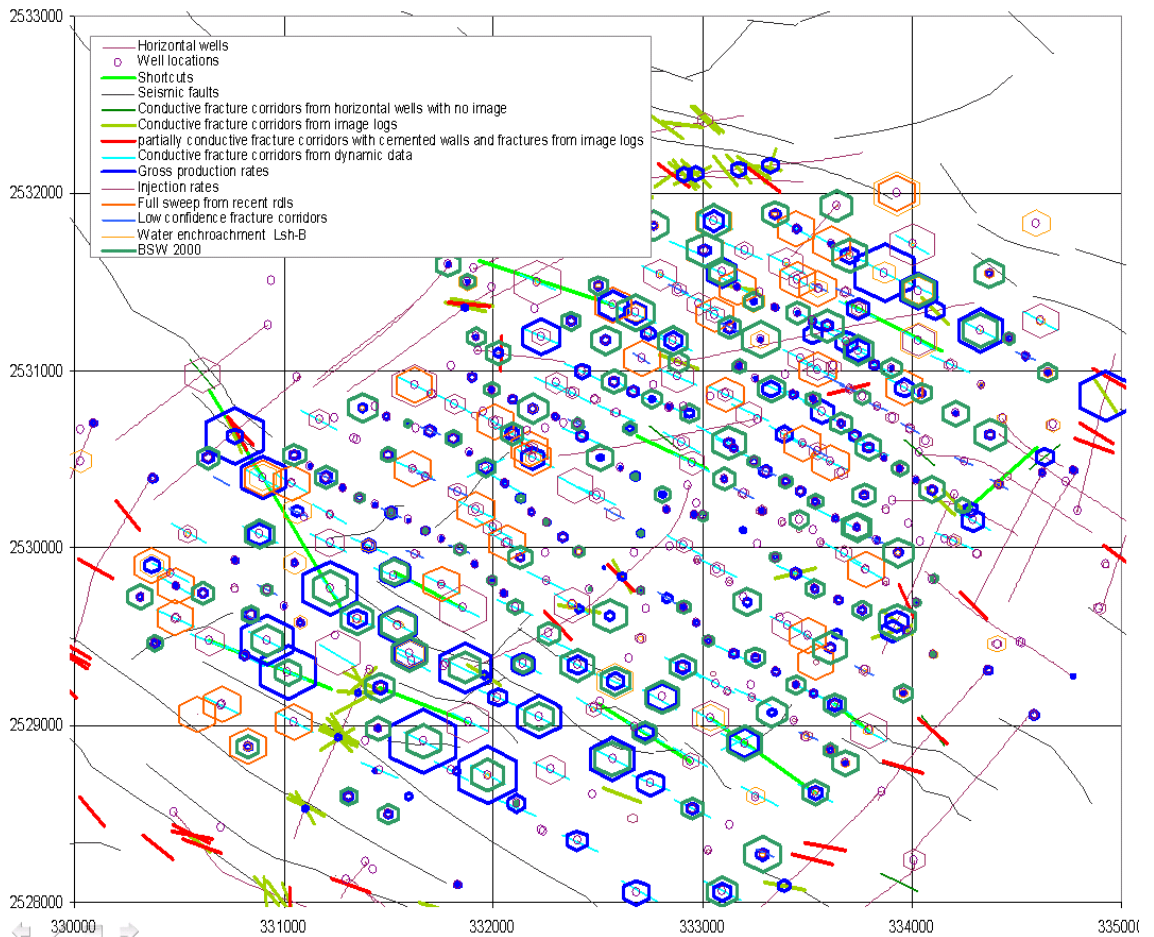 2533000
Horizontal wells
Well locations
Shortcuts
Seismic faults
Conductive fracture corridors from horizontal wells with no image
Conductive fracture corridors from image logs
partially conductive fracture corridors with cemented walls and fractures from image logs
Conductive fracture corridors from dynamic data
Gross production rates
Injection rates
Full sweep from recent rdls
Low confidence fracture corridors
Water enchroachment Lsh-B
BSW 2000
2532000
2531000
2530000
2529000
2528000
330000 331000 332000 333000 334000 335000